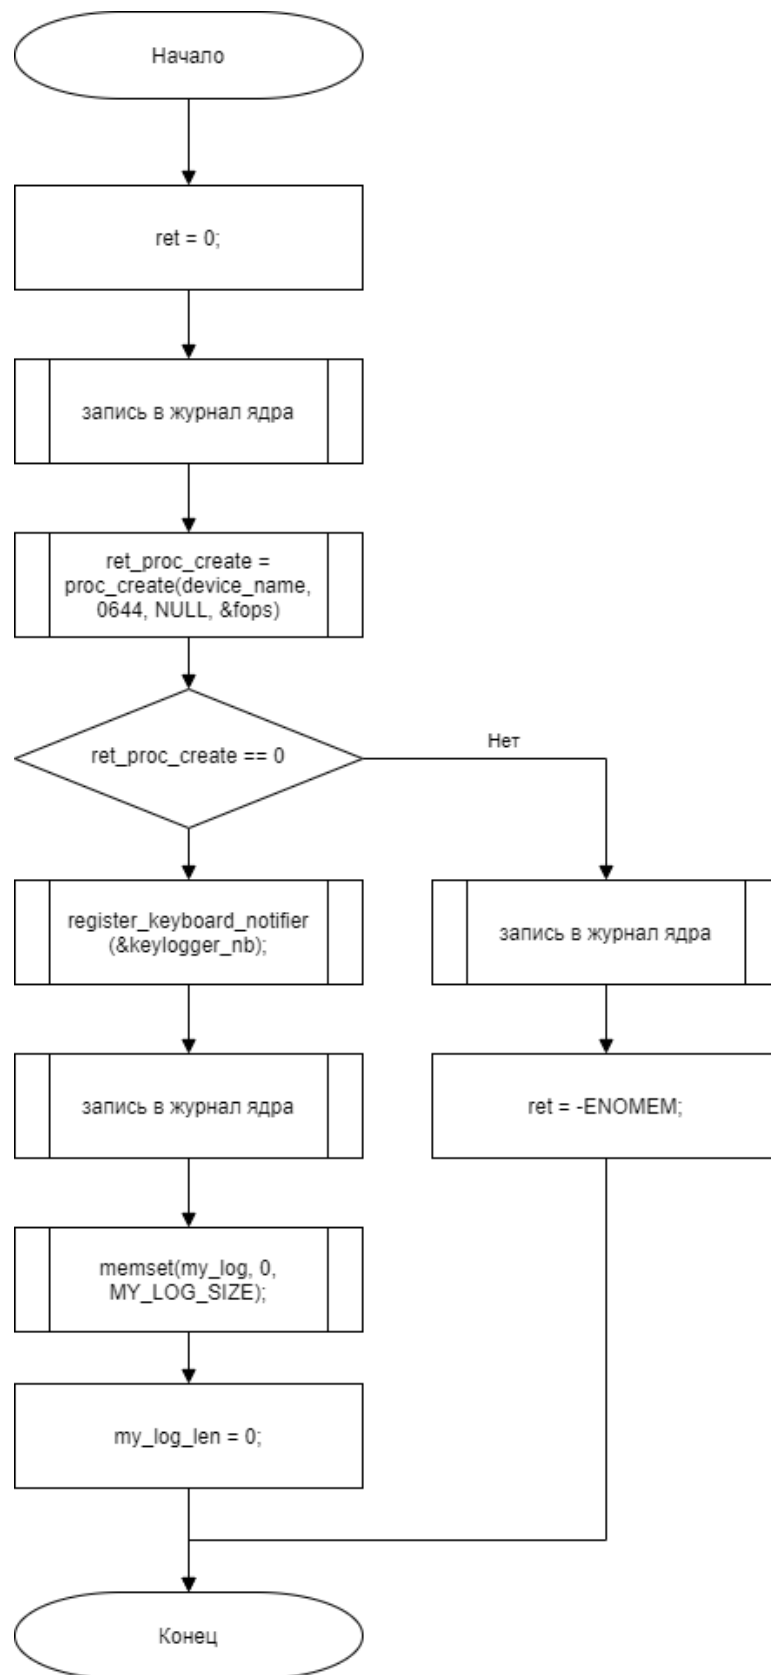 Начало
ret = 0;
запись в журнал ядра
ret_proc_create =
proc_create(device_name,
0644, NULL, &fops)
ret_proc_create == 0
Нет
register_keyboard_notifier
(&keylogger_nb);
запись в журнал ядра
запись в журнал ядра
ret = -ENOMEM;
memset(my_log, 0,
MY_LOG_SIZE);
my_log_len = 0;
Конец